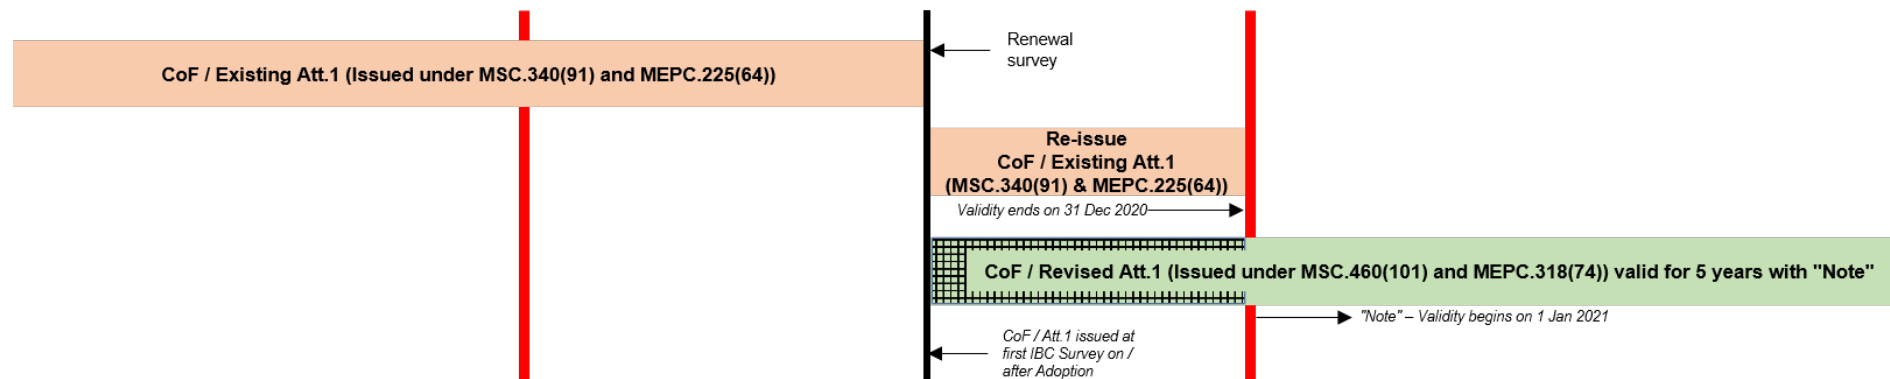 CoF / Existing Att.1 (Issued under MSC.340(91) and MEPC.225(64))
Renewal
survey
Re-issue
CoF / Existing Att.1
(MSC.340(91) & MEPC.225(64))
Validity ends on 31 Dec 2020
CoF / Revised Att.1 (Issued under MSC.460(101) and MEPC.318(74)) valid for 5 years with "Note"
"Note" – Validity begins on 1 Jan 2021
CoF / Att.1 issued at
first IBC Survey on /
after Adoption